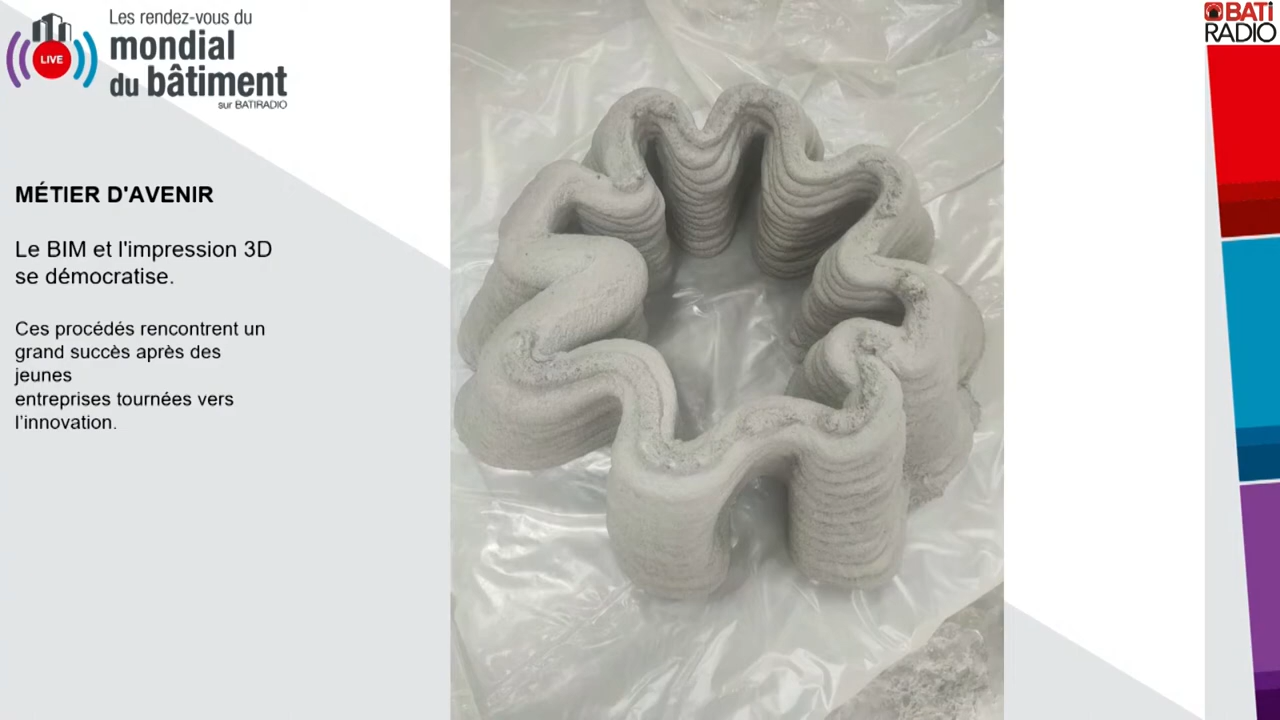 Les rendez-vous du
mondial
du bâtiment
sur BATIRADIO
LIVE
BATi
RADIO
MÉTIER D'AVENIR
Le BIM et l'impression 3D
se démocratise.
Ces procédés rencontrent un
grand succès après des
jeunes
entreprises tournées vers
l’innovation.